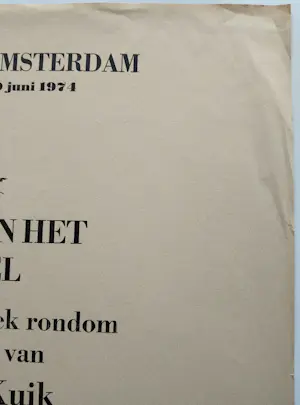 MSTERDAM
juni 1974
N HET
EL
ek rondom
van
Kuik